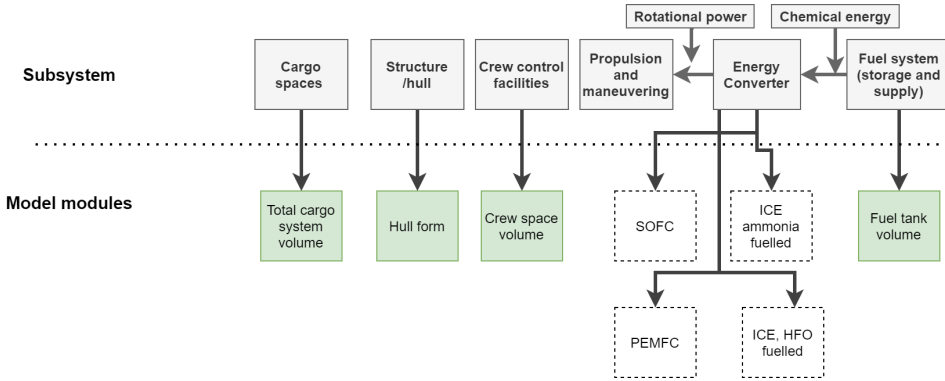 Rotational power
Chemical energy
Subsystem
Cargo
spaces
Structure
/hull
Crew control
facilities
Propulsion
and
maneuvering
Energy
Converter
Fuel system
(storage and
supply)
Model modules
Total cargo
system
volume
Hull form
Crew space
volume
SOFC
ICE
ammonia
fuelled
Fuel tank
volume
PEMFC
ICE, HFO
fuelled